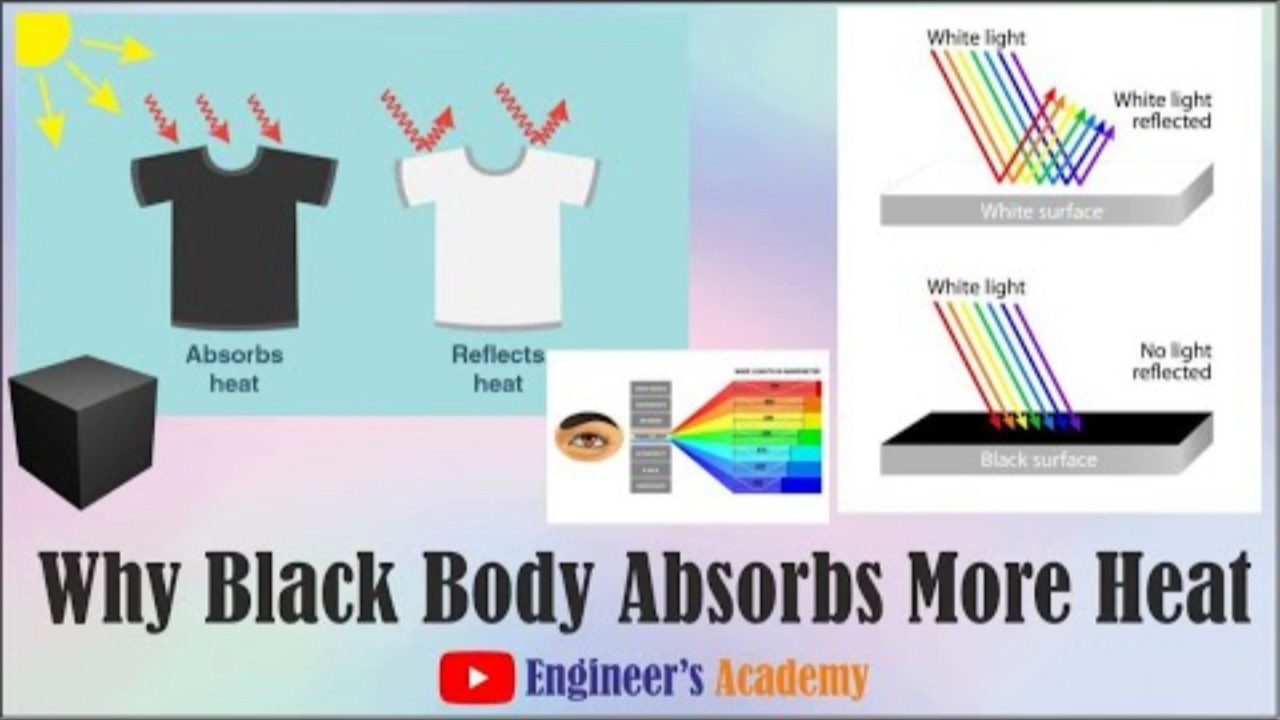 White light
White light
reflected
White surface
Absorbs
heat
Reflects
heat
White light
No light
reflected
Black surface
Why Black Body Absorbs More Heat
Engineer's Academy